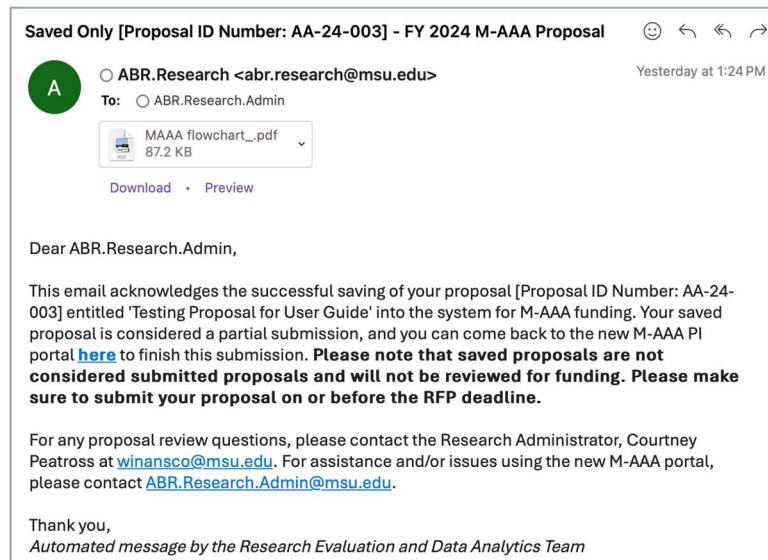 Saved Only [Proposal ID Number: AA-24-003] - FY 2024 M-AAA Proposal
A
ABR.Research <abr.research@msu.edu>
Yesterday at 1:24 PM
To: ABR.Research.Admin
MAAA flowchart_.pdf
87.2 KB
Download • Preview
Dear ABR.Research.Admin,
This email acknowledges the successful saving of your proposal [Proposal ID Number: AA-24-
003] entitled 'Testing Proposal for User Guide' into the system for M-AAA funding. Your saved
proposal is considered a partial submission, and you can come back to the new M-AAA PI
portal here to finish this submission. Please note that saved proposals are not
considered submitted proposals and will not be reviewed for funding. Please make
sure to submit your proposal on or before the RFP deadline.
For any proposal review questions, please contact the Research Administrator, Courtney
Peatross at winansco@msu.edu. For assistance and/or issues using the new M-AAA portal,
please contact ABR.Research.Admin@msu.edu.
Thank you,
Automated message by the Research Evaluation and Data Analytics Team